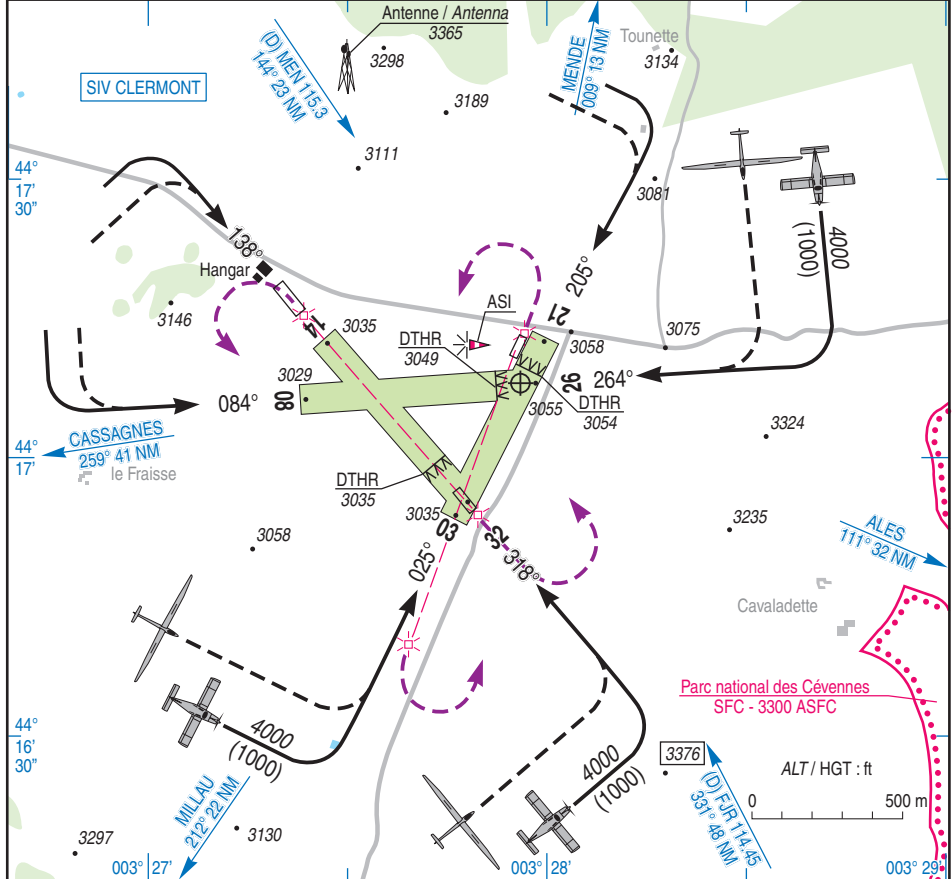 Antenne / Antenna
3365
3298
SIV CLERMONT
(D) MEN 115.3
144° 23 NM
3189
3111
MENDE
009° 13 NM
Tounette
3134
3081
44°
17'
30"
138°
Hangar
205°
4000
(1000)
3146
ASI
21
14
3035
DTHR
3049
3058
3075
3029
08
084°
26
264°
3055
DTHR
3054
CASSAGNES
259° 41 NM
44°
17'
le Fraisse
3324
DTHR
3035
3035
03
32
318°
025°
3058
3235
ALES
111° 32 NM
Cavaladette
Parc national des Cévennes
SFC - 3300 ASFC
44°
16'
30"
4000
(1000)
4000
(1000)
3376
ALT / HGT : ft
0
500 m
MILLAU
212° 22 NM
3130
3297
(D) FJR 114.45
331° 48 NM
003° 27'
003° 28'
003° 29'